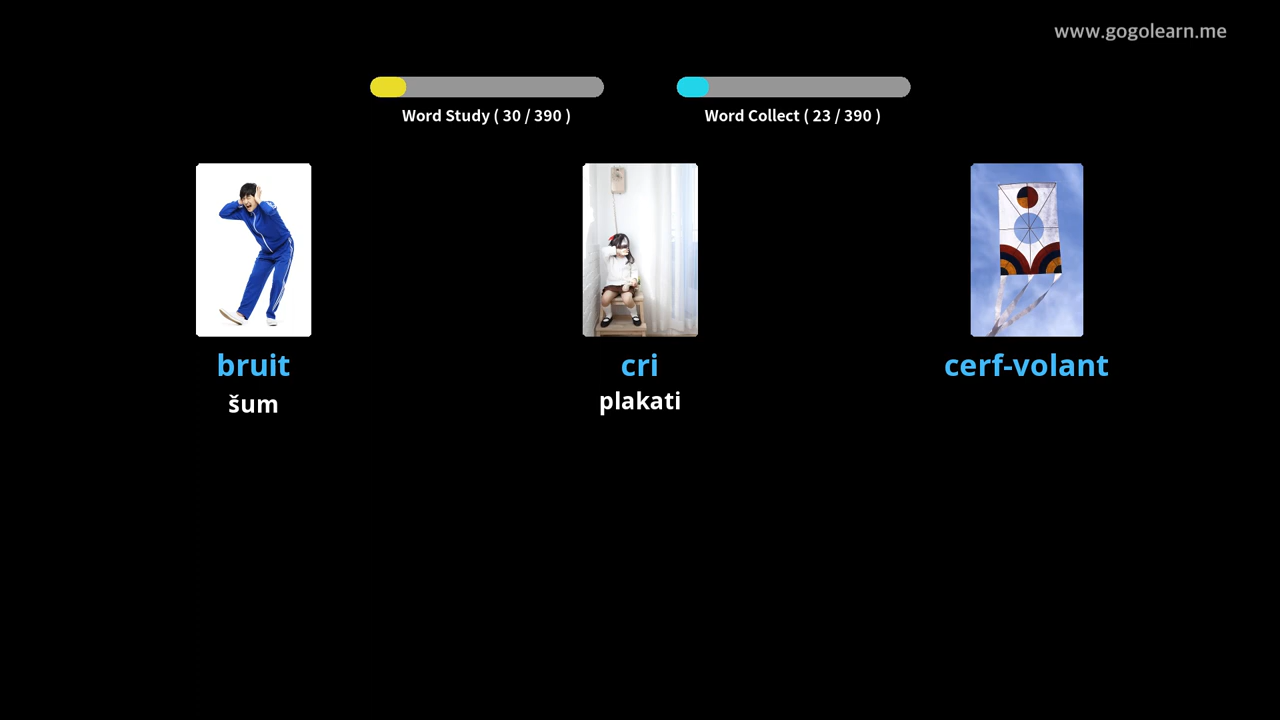 www.gogolearn.me
Word Study ( 30 / 390 )
Word Collect ( 23 / 390 )
bruit
cri
cerf-volant
šum
plakati